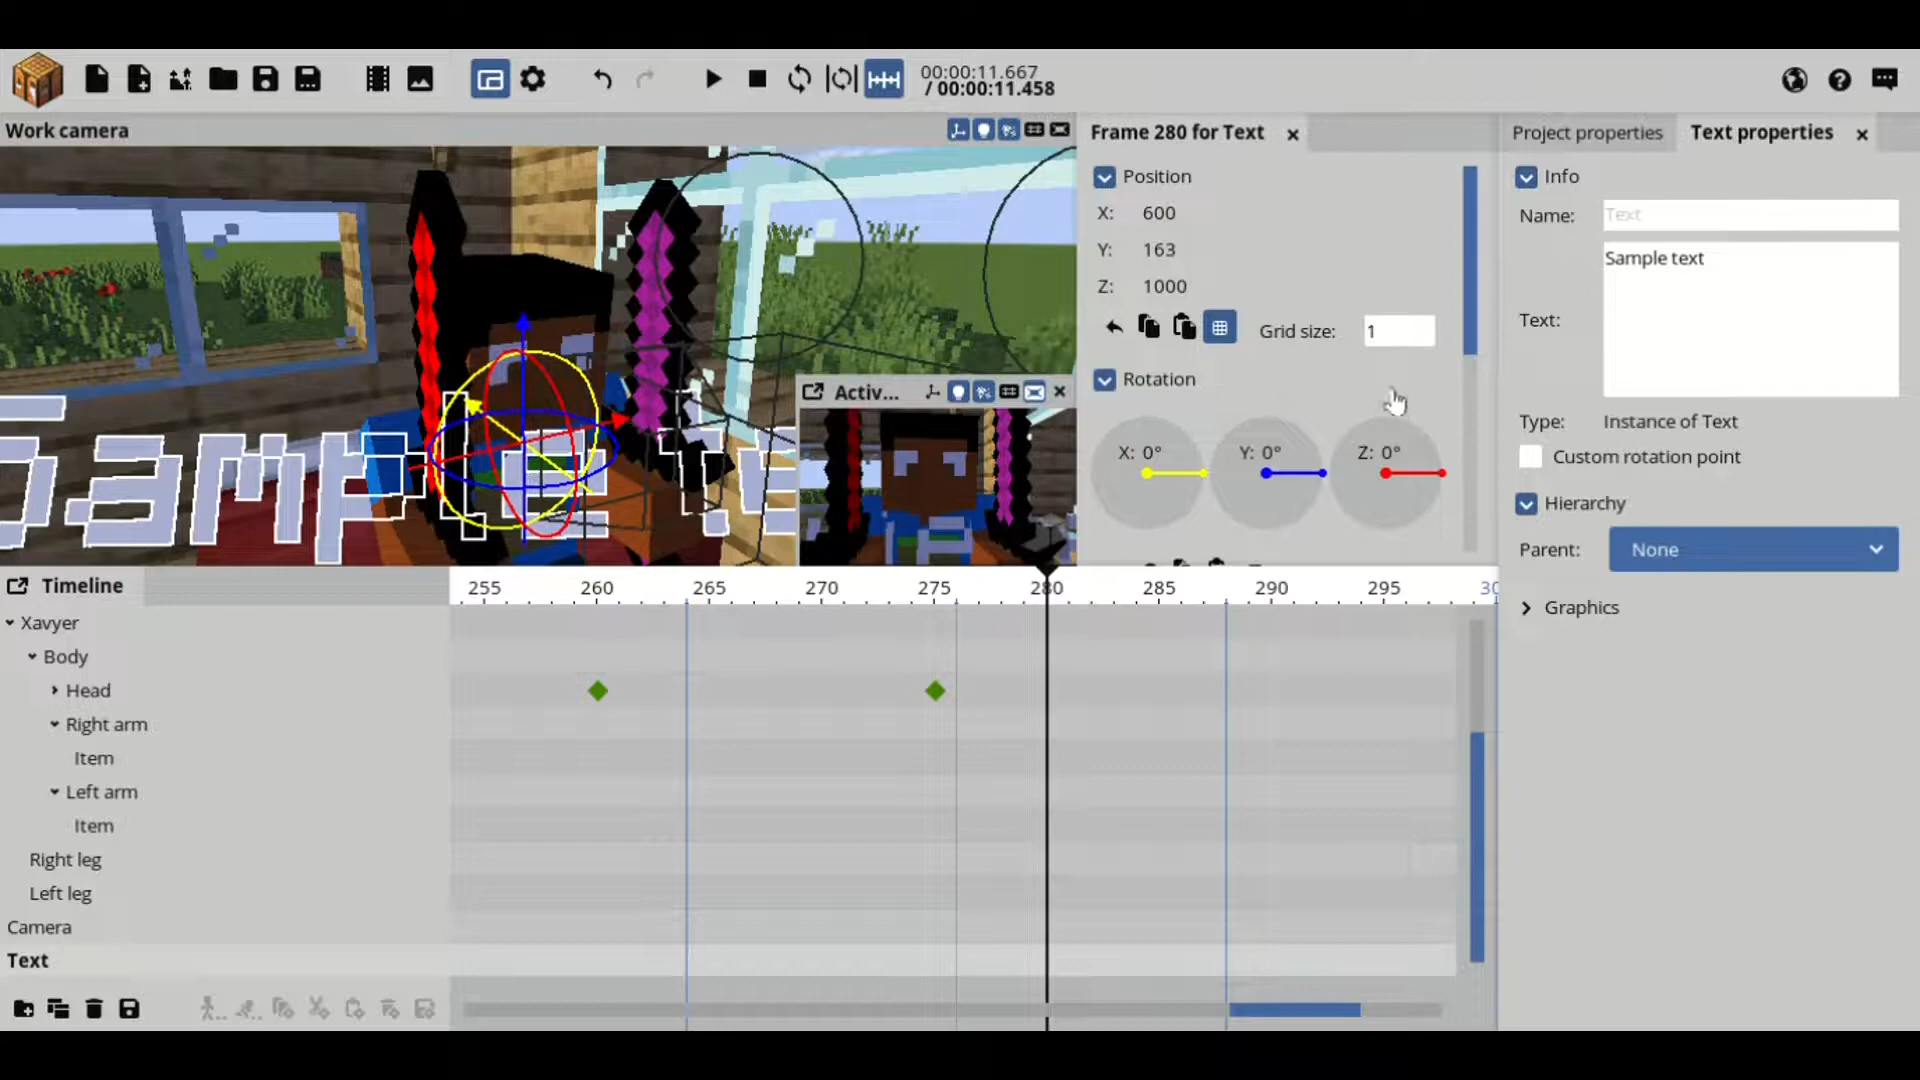 00:00:11.667
/ 00:00:11.458
Work camera
Frame 280 for Text
Project properties
Text properties
Position
X: 600
Y: 163
Z: 1000
Grid size: 1
Rotation
X: 0°
Y: 0°
Z: 0°
Activ...
Info
Name: Text
Text: Sample text
Type: Instance of Text
Custom rotation point
Hierarchy
Parent: None
Graphics
Timeline
255 260 265 270 275 280 285 290 295 30
Xavyer
Body
Head
Right arm
Item
Left arm
Item
Right leg
Left leg
Camera
Text